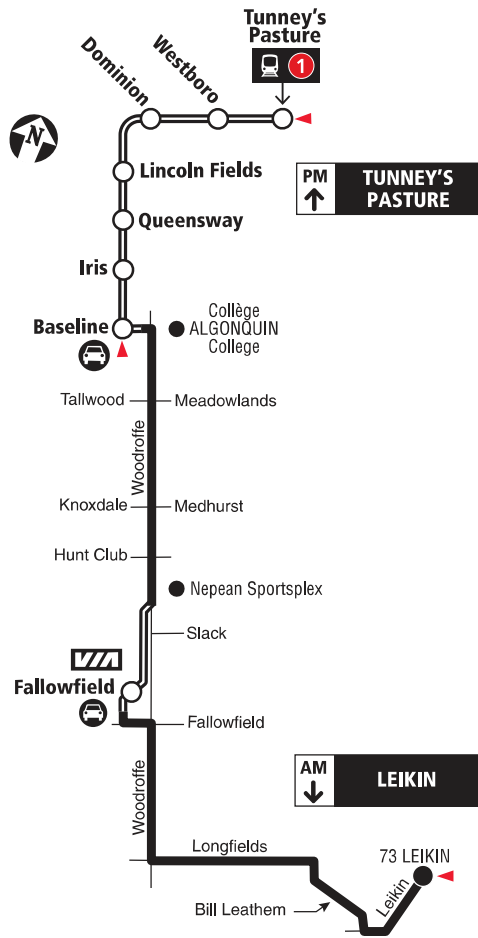 Tunney's
Pasture
1
Dominion
Westboro
N
Lincoln Fields
PM
TUNNEY'S
PASTURE
Queensway
Iris
Baseline
Collège
ALGONQUIN
College
Tallwood
Meadowlands
Woodroffe
Knoxdale
Medhurst
Hunt Club
Nepean Sportsplex
Slack
VIA
Fallowfield
Fallowfield
AM
LEIKIN
Woodroffe
Longfields
73 LEIKIN
Leikin
Bill Leathem